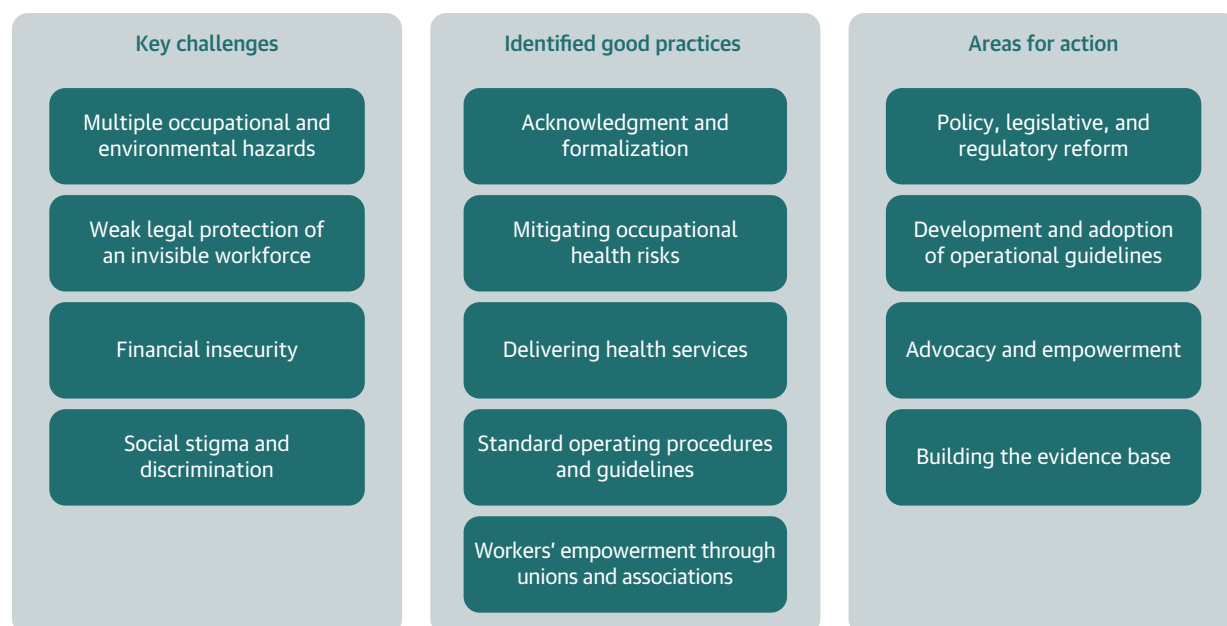 Key challenges
Multiple occupational and
environmental hazards
Weak legal protection of
an invisible workforce
Financial insecurity
Social stigma and
discrimination
Identified good practices
Acknowledgment and
formalization
Mitigating occupational
health risks
Delivering health services
Standard operating procedures
and guidelines
Workers’ empowerment through
unions and associations
Areas for action
Policy, legislative, and
regulatory reform
Development and adoption
of operational guidelines
Advocacy and empowerment
Building the evidence base